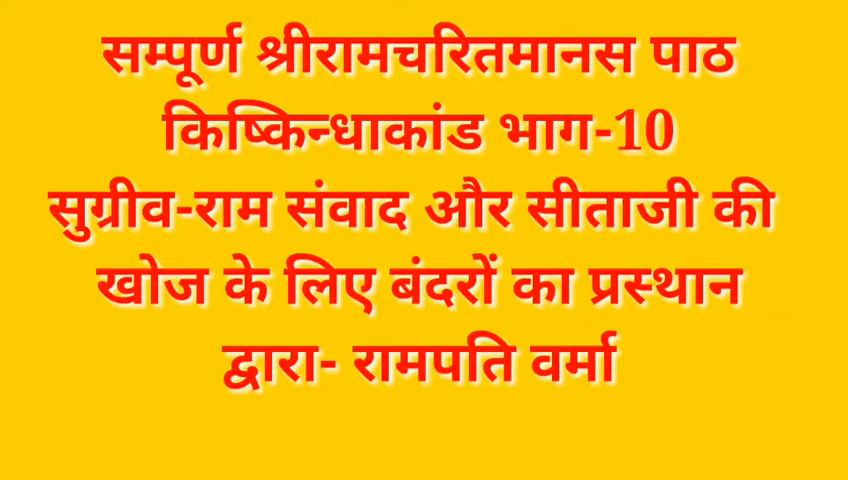 सम्पूर्ण श्रीरामचरितमानस पाठ
किष्किन्धाकांड भाग-10
सुग्रीव-राम संवाद और सीताजी की
खोज के लिए बंदरों का प्रस्थान
द्वारा- रामपति वर्मा